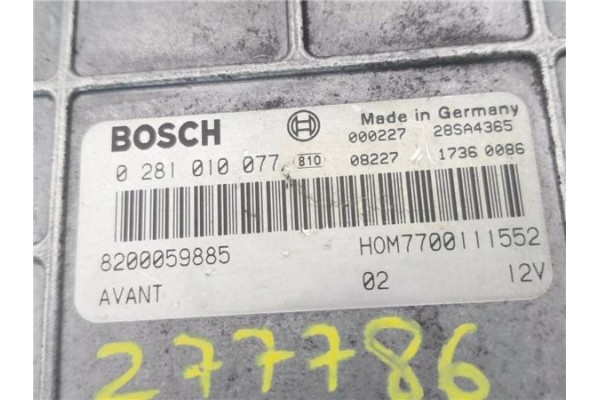 BOSCH Made in Germany
000227 28SA4365
0 281 010 077 810 08227 1736 0086
8200059885 HOM7700111552
AVANT 02 12V
277786